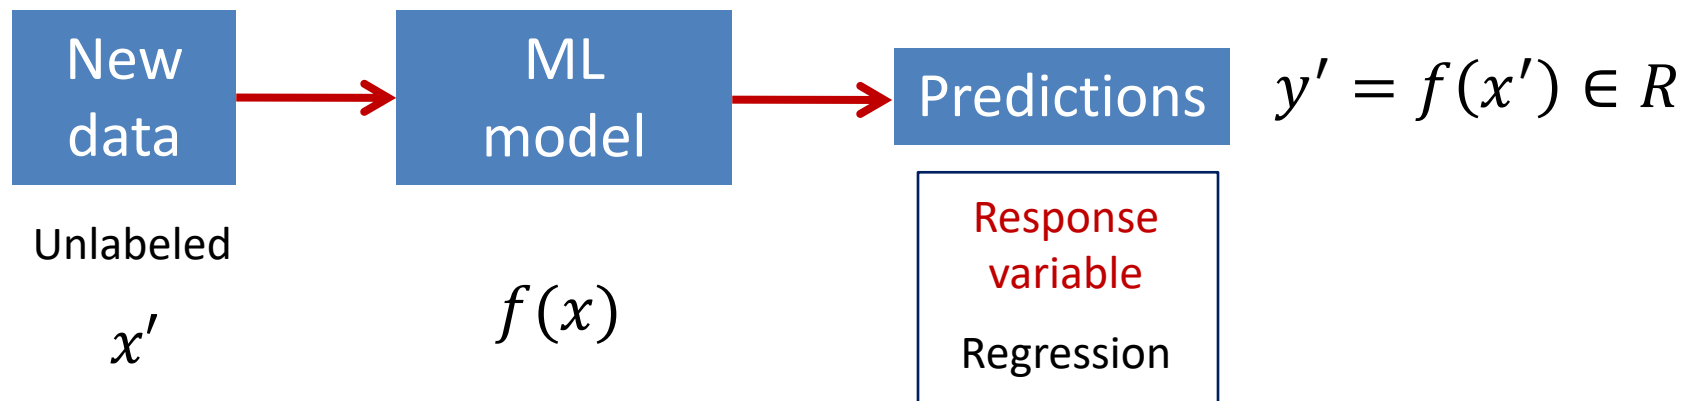 New
data
Unlabeled
x′
ML
model
f(x)
Predictions
Response
variable
Regression
y′ = f(x′) ∈ R